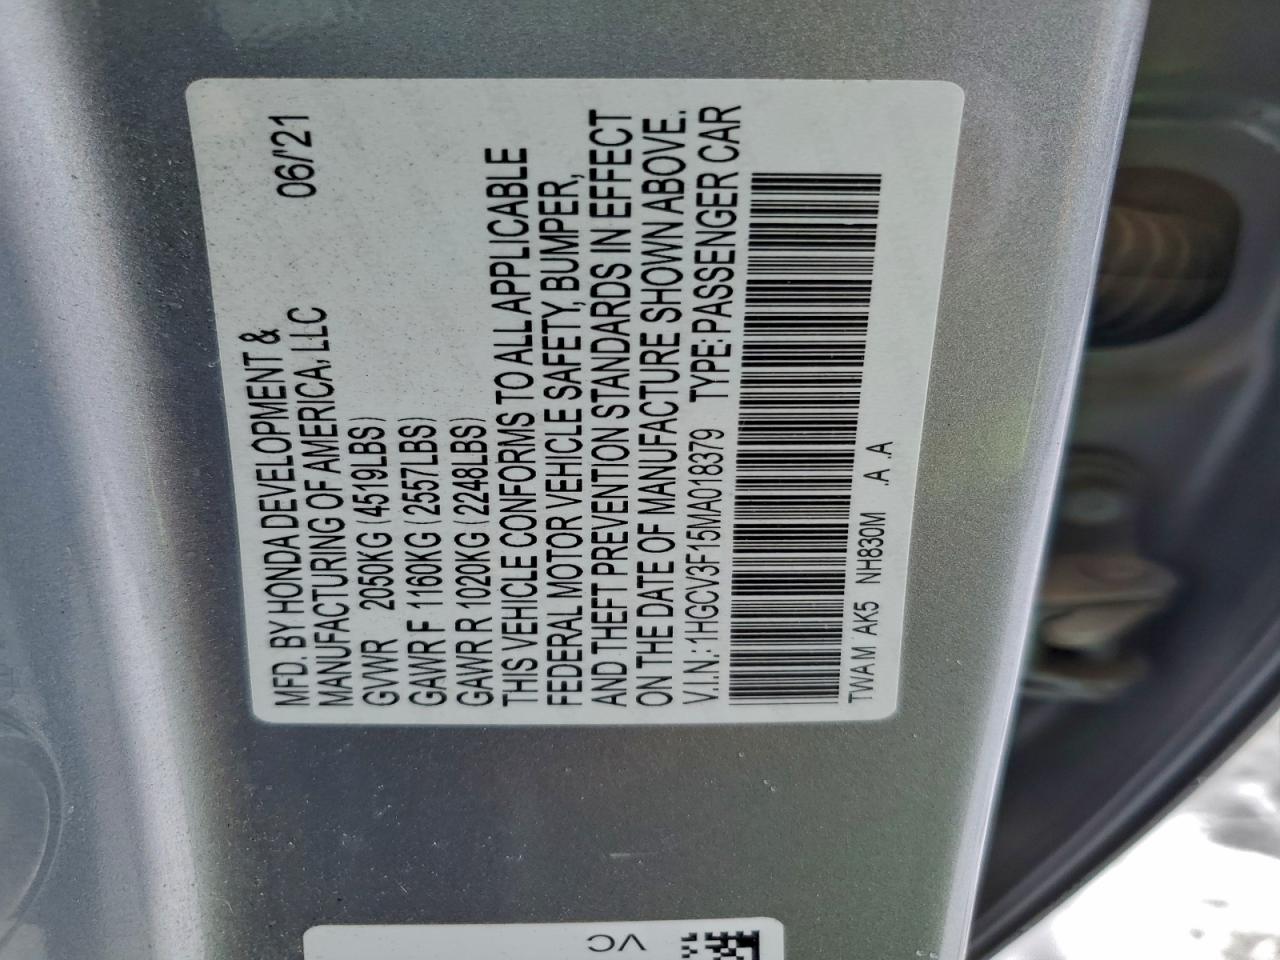 MFD. BY HONDA DEVELOPMENT &
MANUFACTURING OF AMERICA, LLC 06/'21
GVWR 2050KG (4519LBS)
GAWR F 1160KG (2557LBS)
GAWR R 1020KG (2248LBS)
THIS VEHICLE CONFORMS TO ALL APPLICABLE
FEDERAL MOTOR VEHICLE SAFETY, BUMPER,
AND THEFT PREVENTION STANDARDS IN EFFECT
ON THE DATE OF MANUFACTURE SHOWN ABOVE.
V.I.N.: 1HGCV3F15MA018379 TYPE:PASSENGER CAR
TWA M AK5 NH830M .A .A
VC